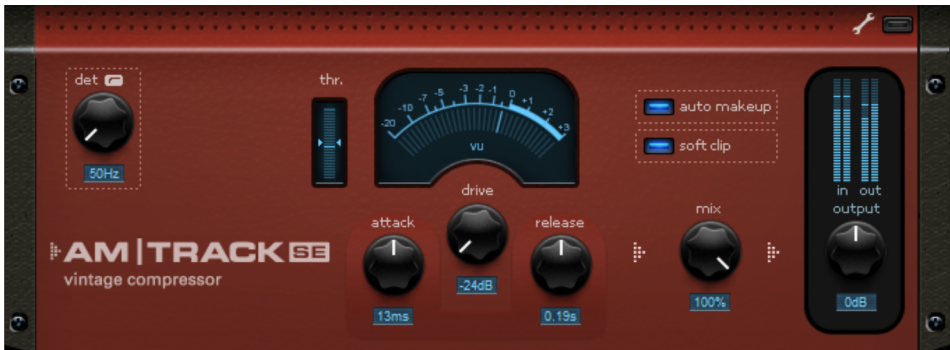 det
50Hz
thr.
-20 -10 -7 -5 -3 -2 -1 0 +1 +2 +3
vu
auto makeup
soft clip
in out
output
0dB
drive
-24dB
attack
13ms
release
0.19s
mix
100%
AM|TRACK SE
vintage compressor